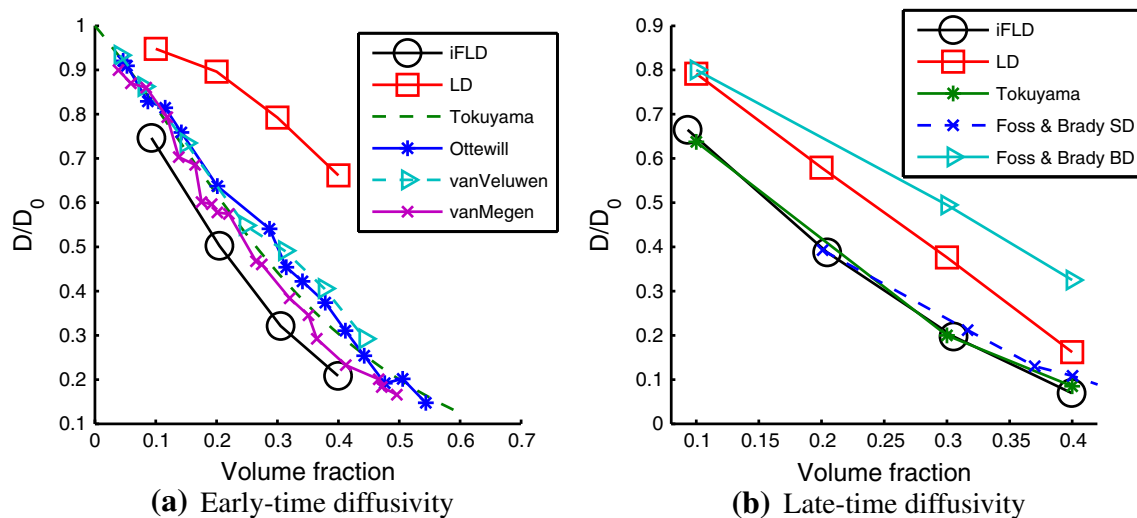 1
0.9
0.8
0.7
0.6
0.5
0.4
0.3
0.2
0.1
D/D0
0 0.1 0.2 0.3 0.4 0.5 0.6 0.7
Volume fraction
iFLD
LD
Tokuyama
Ottewill
vanVeluwen
vanMegen
(a) Early-time diffusivity
0.9
0.8
0.7
0.6
0.5
0.4
0.3
0.2
0.1
0
D/D0
0.1 0.15 0.2 0.25 0.3 0.35 0.4
Volume fraction
iFLD
LD
Tokuyama
Foss & Brady SD
Foss & Brady BD
(b) Late-time diffusivity